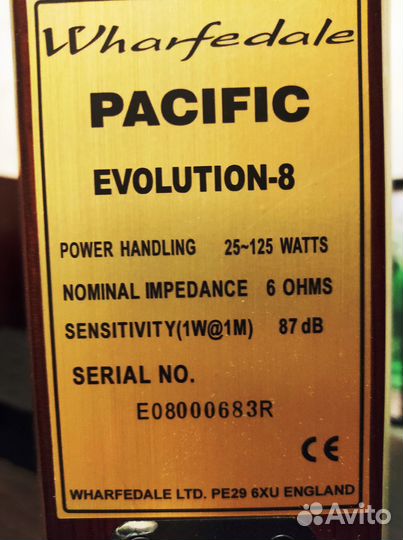 Wharfedale
PACIFIC
EVOLUTION-8
POWER HANDLING 25~125 WATTS
NOMINAL IMPEDANCE 6 OHMS
SENSITIVITY(1W@1M) 87 dB
SERIAL NO.
E08000683R
CE
WHARFEDALE LTD. PE29 6XU ENGLAND
Avito